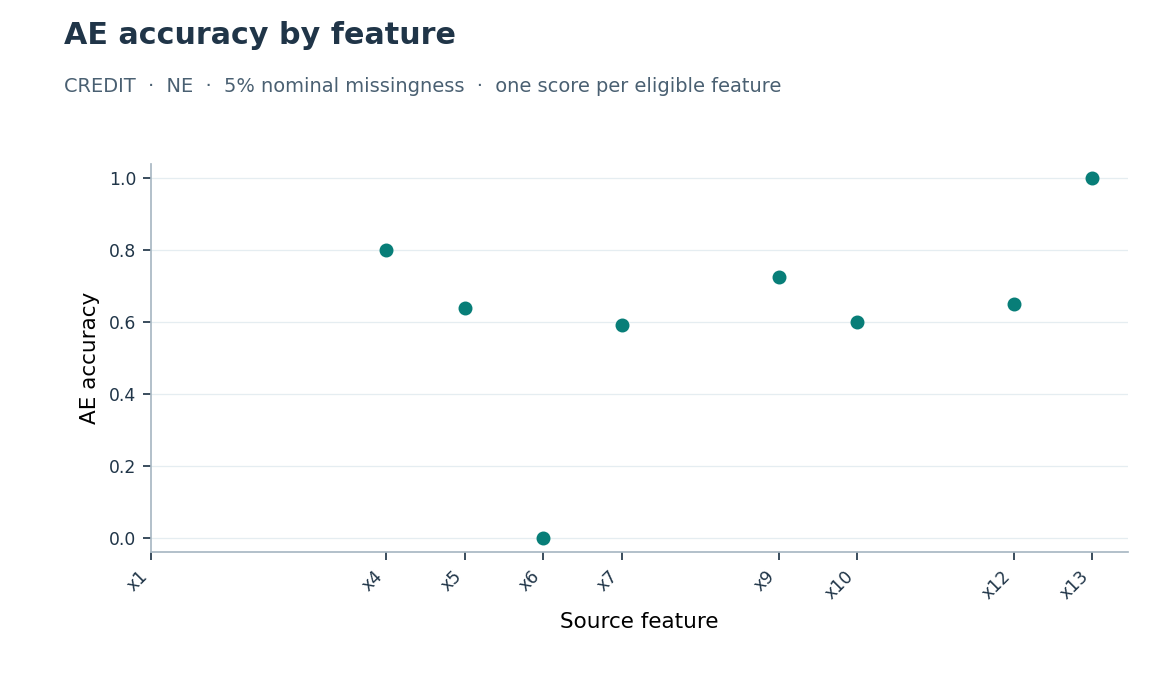 AE accuracy by feature
CREDIT · NE · 5% nominal missingness · one score per eligible feature
1.0
0.8
0.6
0.4
0.2
0.0
AE accuracy
x1 x4 x5 x6 x7 x9 x10 x12 x13
Source feature